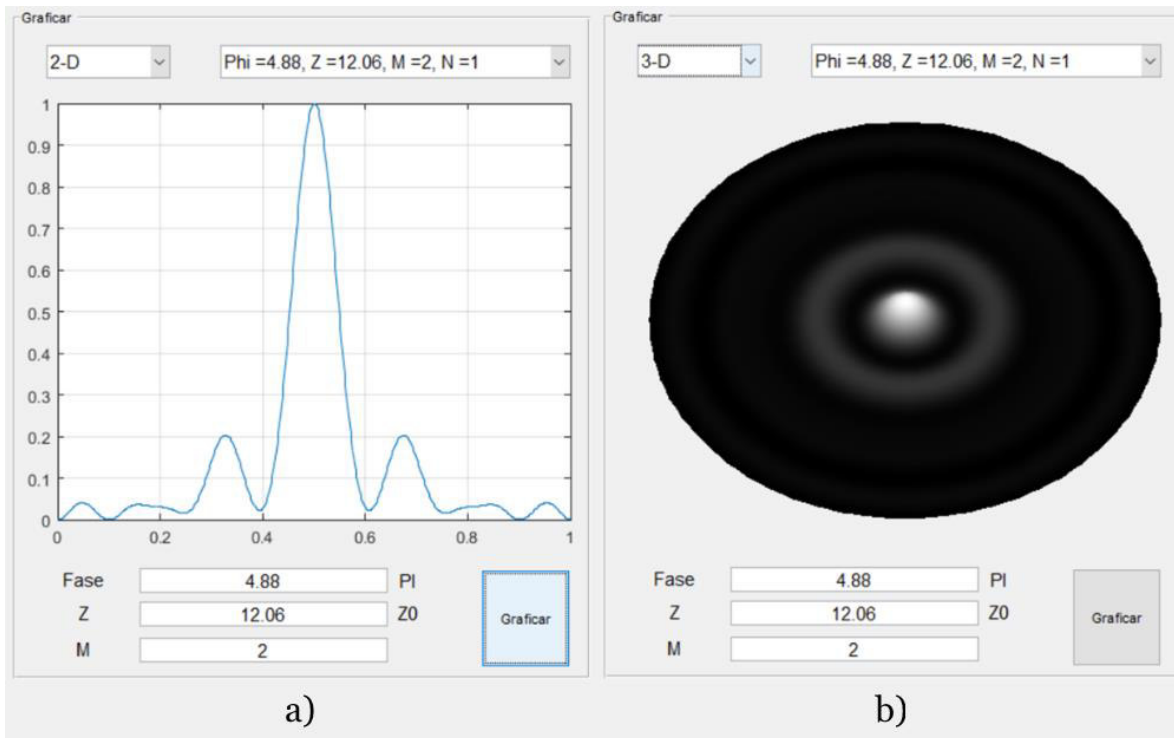 Graficar
2-D
Phi =4.88, Z =12.06, M =2, N =1
1
0.9
0.8
0.7
0.6
0.5
0.4
0.3
0.2
0.1
0
0 0.2 0.4 0.6 0.8 1
Fase 4.88 PI
Z 12.06 Z0
M 2
Graficar
a)
Graficar
3-D
Phi =4.88, Z =12.06, M =2, N =1
Fase 4.88 PI
Z 12.06 Z0
M 2
Graficar
b)